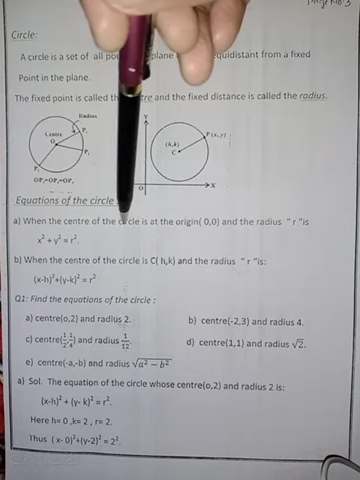 Page No:3
Circle:
A circle is a set of all plane equidistant from a fixed
Point in the plane.
The fixed point is called and the fixed distance is called the radius.
Radius
Centre
O
P₁
P₂
P₃
OP₁=OP₂=OP₃
Y
P(x, y)
(h,k)
C
O
X
Equations of the circle
a) When the centre of the circle is at the origin( 0,0) and the radius " r "is
x² + y² = r².
b) When the centre of the circle is C( h,k) and the radius " r "is:
(x-h)²+(y-k)² = r²
Q1: Find the equations of the circle :
a) centre(o,2) and radius 2.
b) centre(-2,3) and radius 4.
c) centre(1/2,1/4) and radius 1/12.
d) centre(1,1) and radius √2.
e) centre(-a,-b) and radius √(a² − b²)
a) Sol. The equation of the circle whose centre(o,2) and radius 2 is:
(x-h)² + (y- k)² = r².
Here h= 0 ,k= 2 , r= 2.
Thus ( x- 0)²+(y-2)² = 2².